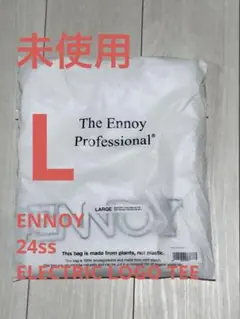 未使用
L
The Ennoy
Professional®
LARGE
ENNOY
ENNOY
24ss
This bag is made from plants, not plastic.
ELECTRIC LOGO TEE